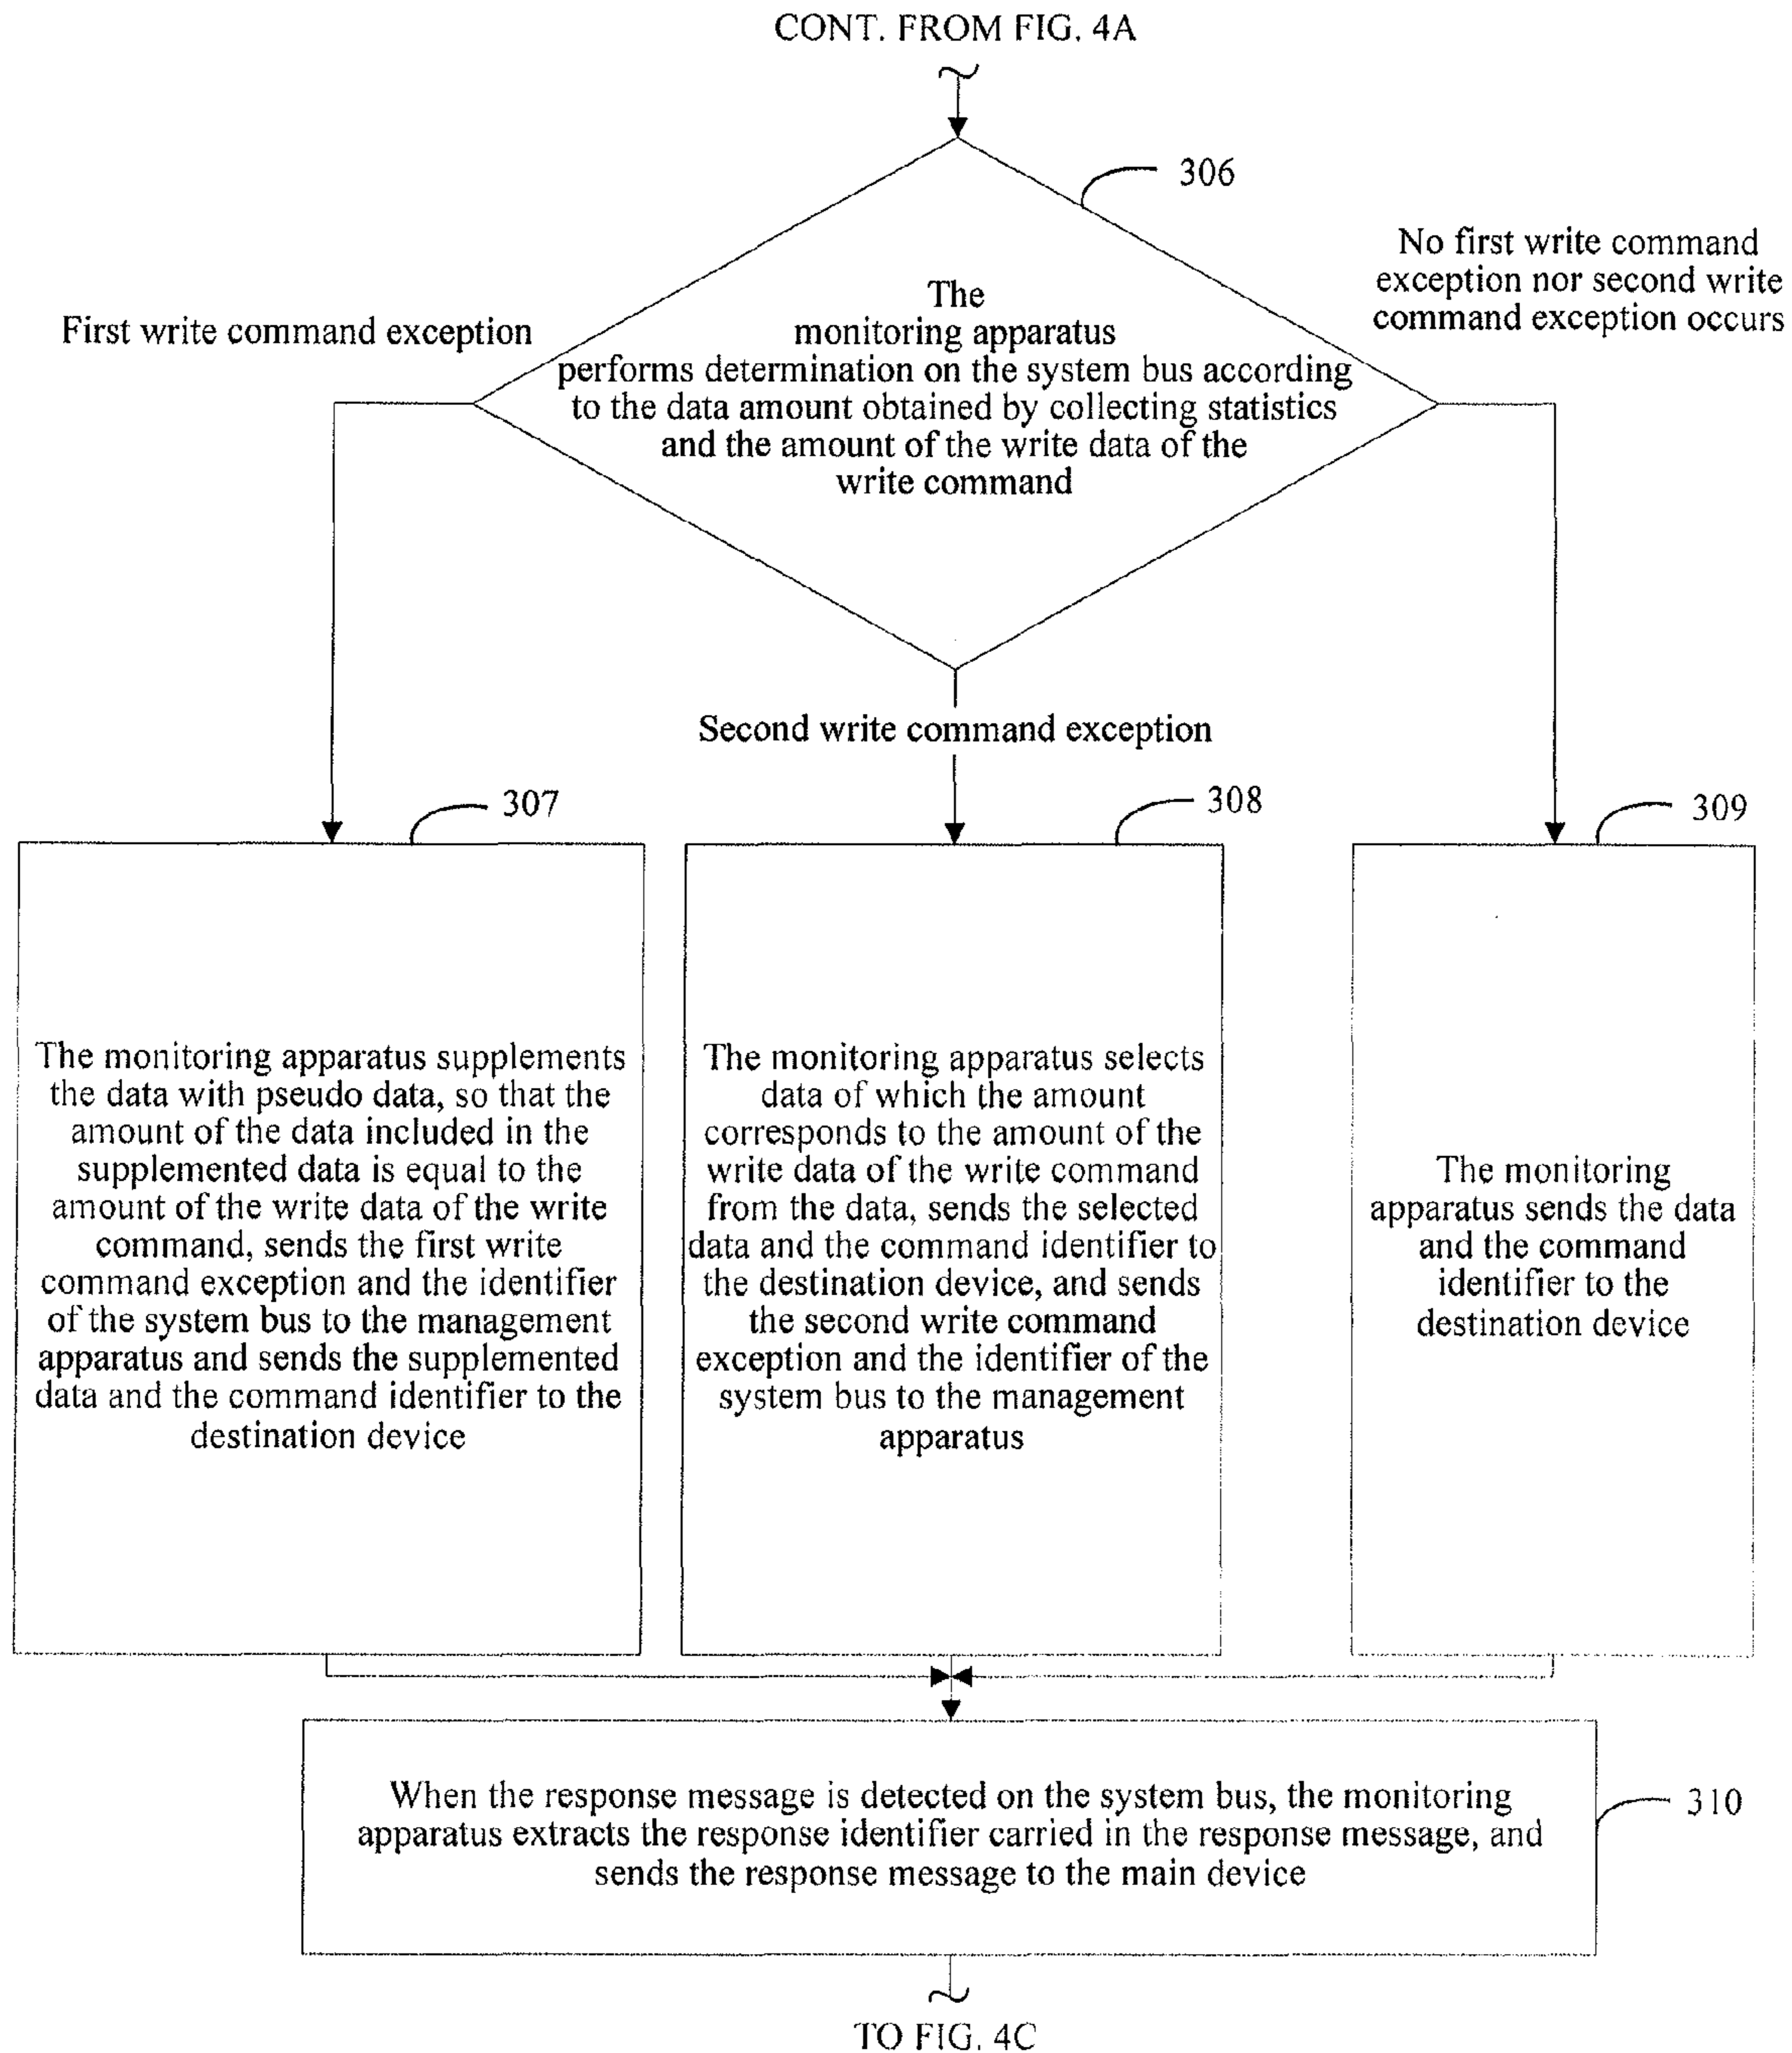 CONT. FROM FIG. 4A
306
No first write command
exception nor second write
command exception occurs
First write command exception
The
monitoring apparatus
performs determination on the system bus according
to the data amount obtained by collecting statistics
and the amount of the write data of the
write command
Second write command exception
307
308
309
The monitoring apparatus supplements
the data with pseudo data, so that the
amount of the data included in the
supplemented data is equal to the
amount of the write data of the write
command, sends the first write
command exception and the identifier
of the system bus to the management
apparatus and sends the supplemented
data and the command identifier to the
destination device
The monitoring apparatus selects
data of which the amount
corresponds to the amount of the
write data of the write command
from the data, sends the selected
data and the command identifier to
the destination device, and sends
the second write command
exception and the identifier of the
system bus to the management
apparatus
The monitoring
apparatus sends the data
and the command
identifier to the
destination device
When the response message is detected on the system bus, the monitoring
apparatus extracts the response identifier carried in the response message, and
sends the response message to the main device
310
TO FIG. 4C